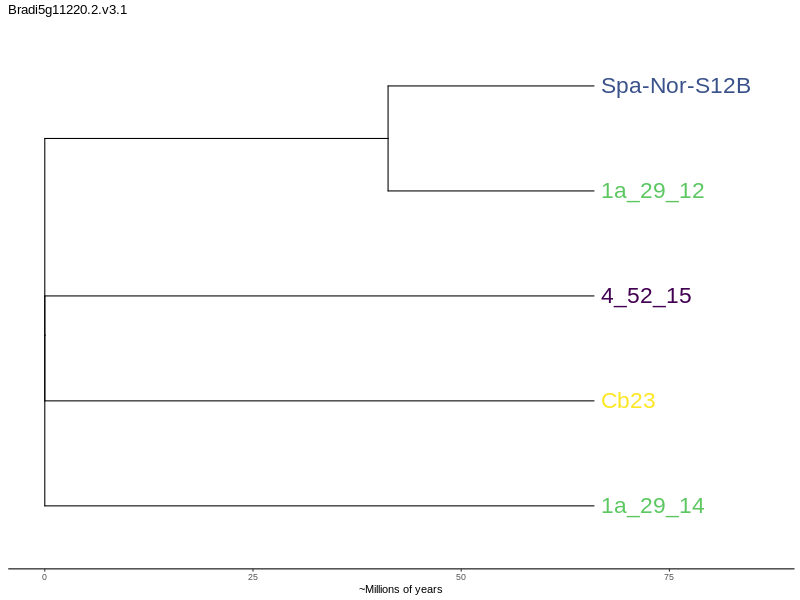 Bradi5g11220.2.v3.1
Spa-Nor-S12B
1a_29_12
4_52_15
Cb23
1a_29_14
0 25 50 75
~Millions of years